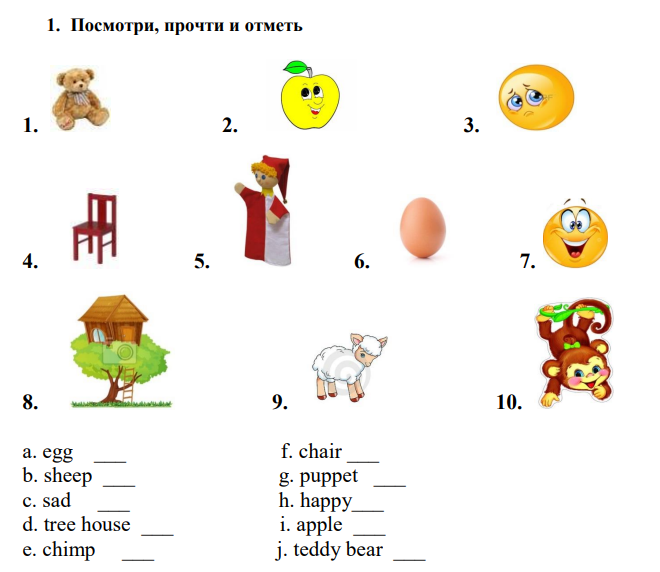 1. Посмотри, прочти и отметь
1. 2. 3.
4. 5. 6. 7.
8. 9. 10.
a. egg ___ f. chair ___
b. sheep ___ g. puppet ___
c. sad ___ h. happy___
d. tree house ___ i. apple ___
e. chimp ___ j. teddy bear ___